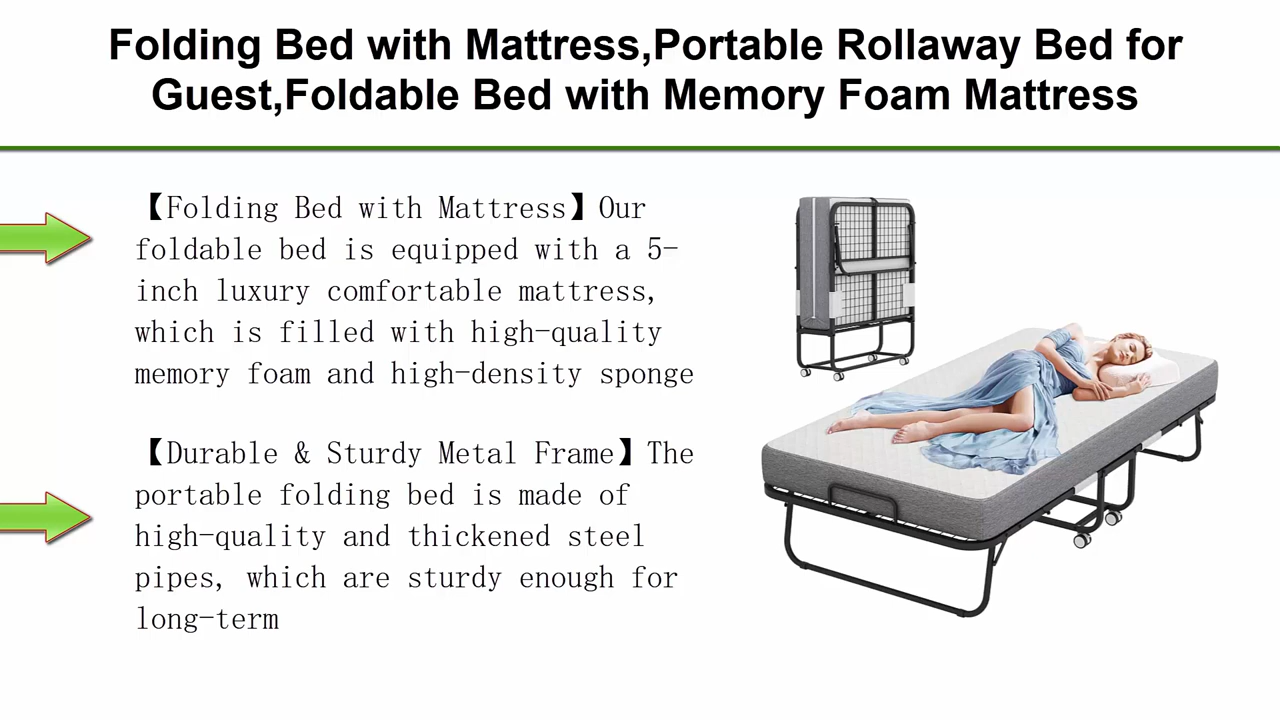 Folding Bed with Mattress,Portable Rollaway Bed for
Guest,Foldable Bed with Memory Foam Mattress
【Folding Bed with Mattress】Our
foldable bed is equipped with a 5-
inch luxury comfortable mattress,
which is filled with high-quality
memory foam and high-density sponge
【Durable & Sturdy Metal Frame】The
portable folding bed is made of
high-quality and thickened steel
pipes, which are sturdy enough for
long-term